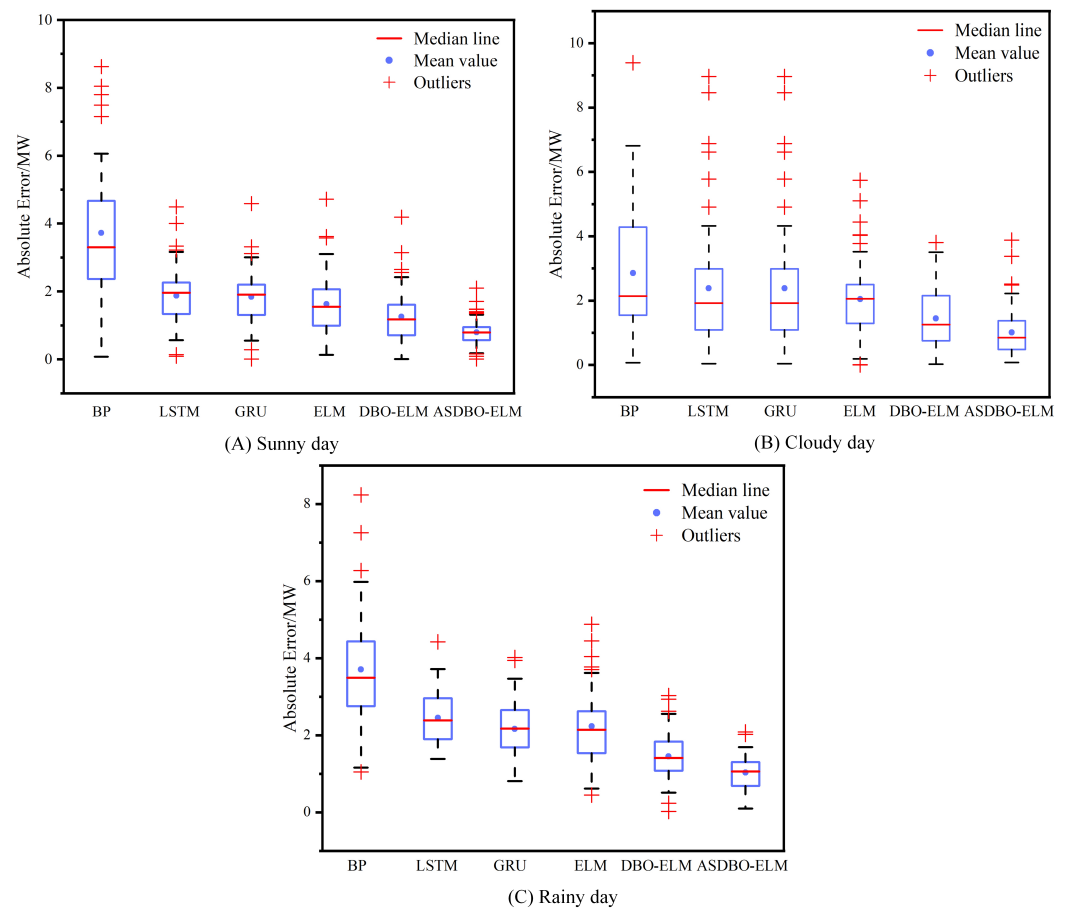 10
8
6
4
2
0
Absolute Error/MW
Median line
Mean value
Outliers
BP LSTM GRU ELM DBO-ELM ASDBO-ELM
(A) Sunny day
10
8
6
4
2
0
Absolute Error/MW
Median line
Mean value
Outliers
BP LSTM GRU ELM DBO-ELM ASDBO-ELM
(B) Cloudy day
8
6
4
2
0
Absolute Error/MW
Median line
Mean value
Outliers
BP LSTM GRU ELM DBO-ELM ASDBO-ELM
(C) Rainy day